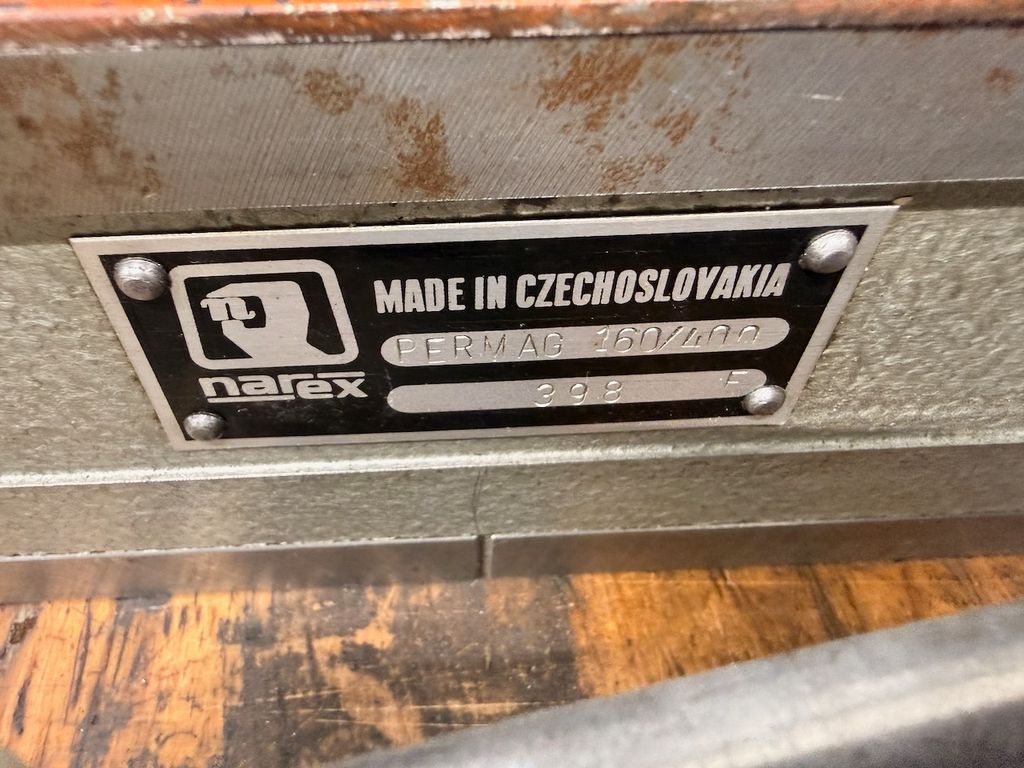 n
narex
MADE IN CZECHOSLOVAKIA
PERMAG 160/400
398 F